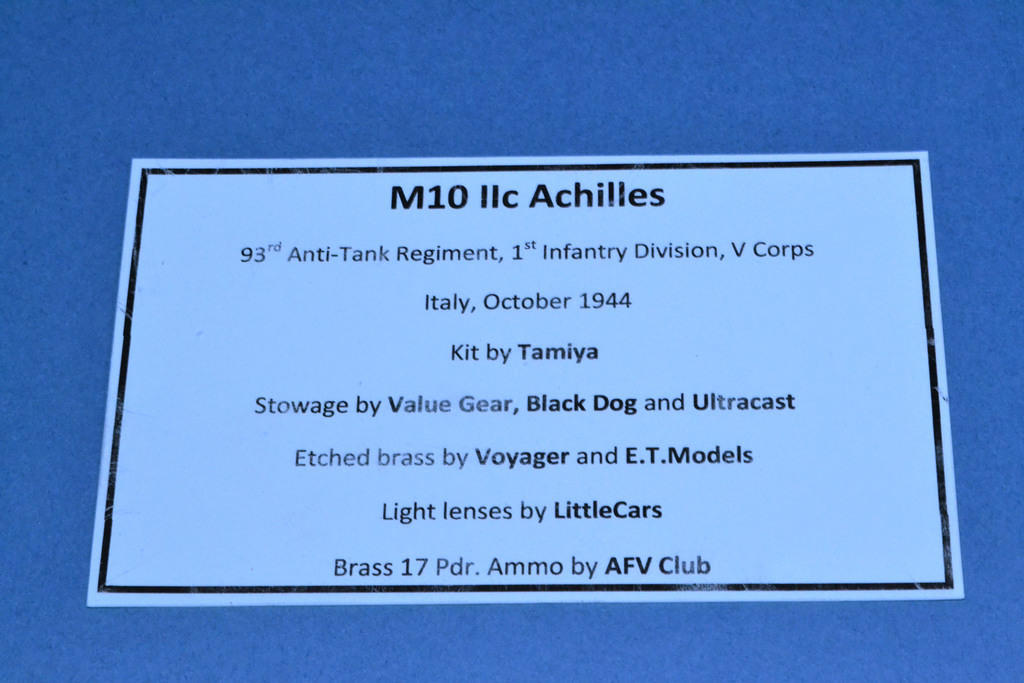 M10 IIc Achilles
93rd Anti-Tank Regiment, 1st Infantry Division, V Corps
Italy, October 1944
Kit by Tamiya
Stowage by Value Gear, Black Dog and Ultracast
Etched brass by Voyager and E.T.Models
Light lenses by LittleCars
Brass 17 Pdr. Ammo by AFV Club